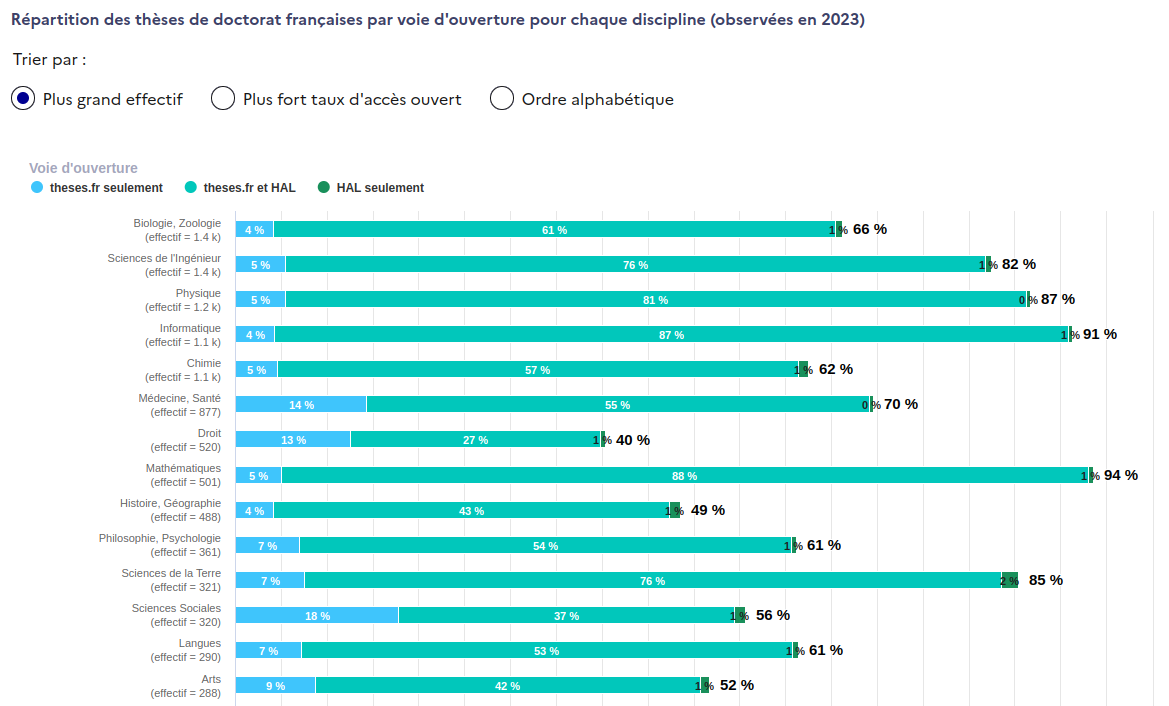 Répartition des thèses de doctorat françaises par voie d'ouverture pour chaque discipline (observées en 2023)
Trier par :
Plus grand effectif Plus fort taux d'accès ouvert Ordre alphabétique
Voie d'ouverture
theses.fr seulement theses.fr et HAL HAL seulement
Biologie, Zoologie
(effectif = 1.4 k)
4 % 61 % 1 % 66 %
Sciences de l'Ingénieur
(effectif = 1.4 k)
5 % 76 % 1 % 82 %
Physique
(effectif = 1.2 k)
5 % 81 % 0 % 87 %
Informatique
(effectif = 1.1 k)
4 % 87 % 1 % 91 %
Chimie
(effectif = 1.1 k)
5 % 57 % 1 % 62 %
Médecine, Santé
(effectif = 877)
14 % 55 % 0 % 70 %
Droit
(effectif = 520)
13 % 27 % 1 % 40 %
Mathématiques
(effectif = 501)
5 % 88 % 1 % 94 %
Histoire, Géographie
(effectif = 488)
4 % 43 % 1 % 49 %
Philosophie, Psychologie
(effectif = 361)
7 % 54 % 1 % 61 %
Sciences de la Terre
(effectif = 321)
7 % 76 % 2 % 85 %
Sciences Sociales
(effectif = 320)
18 % 37 % 1 % 56 %
Langues
(effectif = 290)
7 % 53 % 1 % 61 %
Arts
(effectif = 288)
9 % 42 % 1 % 52 %